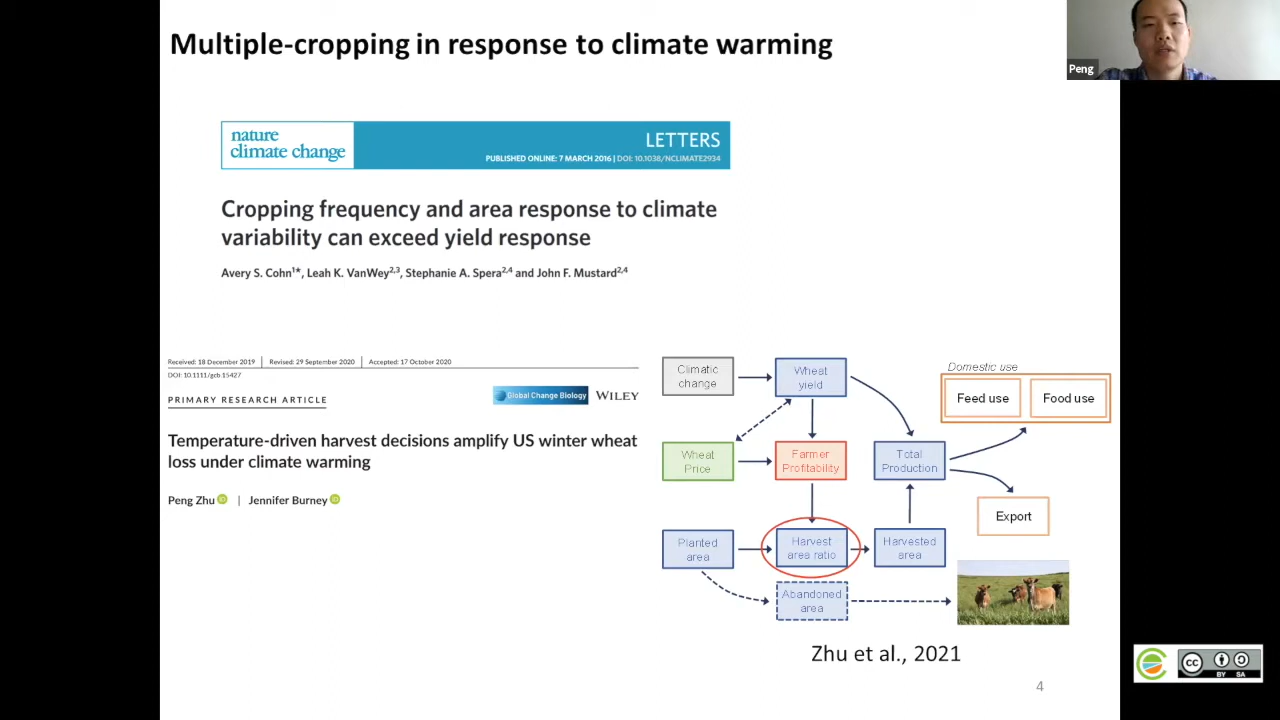 Multiple-cropping in response to climate warming
Peng
nature
climate change
LETTERS
PUBLISHED ONLINE: 7 MARCH 2016 | DOI: 10.1038/NCLIMATE2934
Cropping frequency and area response to climate
variability can exceed yield response
Avery S. Cohn1*, Leah K. VanWey2,3, Stephanie A. Spera2,4 and John F. Mustard2,4
Received: 18 December 2019 | Revised: 29 September 2020 | Accepted: 17 October 2020
DOI: 10.1111/gcb.15427
PRIMARY RESEARCH ARTICLE
Global Change Biology
WILEY
Temperature-driven harvest decisions amplify US winter wheat
loss under climate warming
Peng Zhu iD | Jennifer Burney iD
Climatic
change
Wheat
yield
Domestic use
Feed use
Food use
Wheat
Price
Farmer
Profitability
Total
Production
Export
Planted
area
Harvest
area ratio
Harvested
area
Abandoned
area
Zhu et al., 2021
4
cc
BY SA